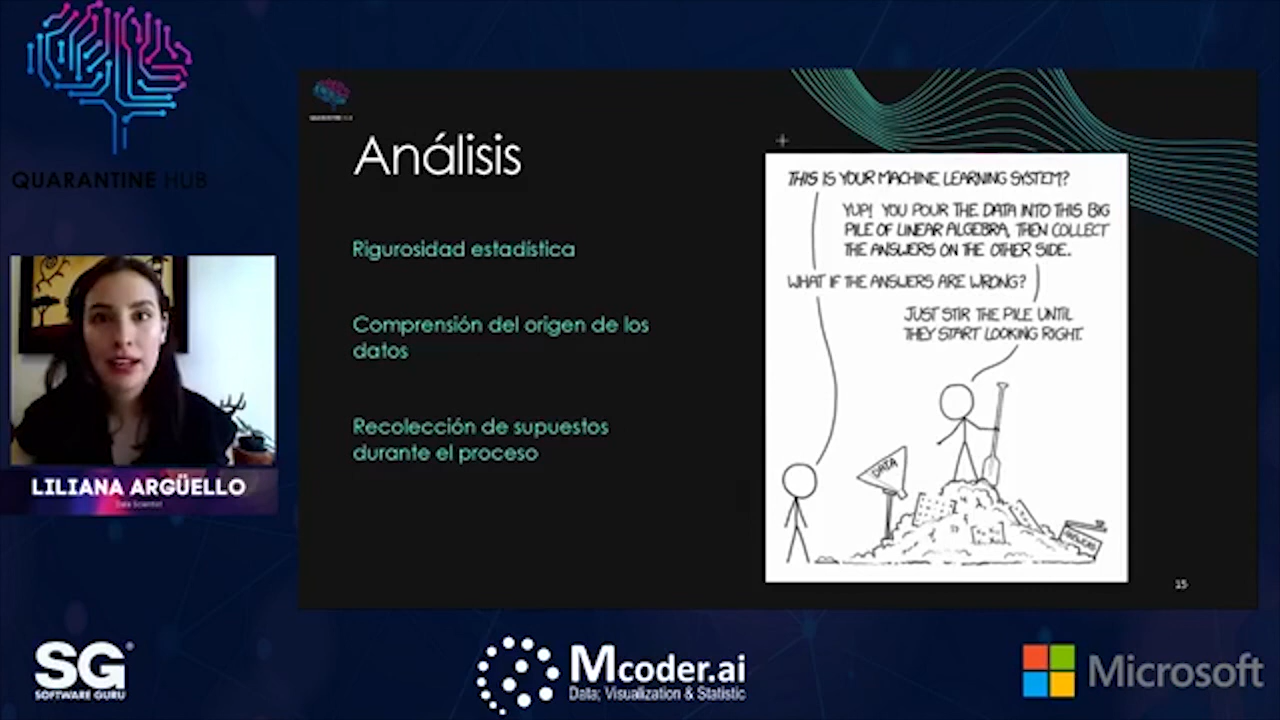 QUARANTINE HUB
QUARANTINE HUB
Análisis
Rigurosidad estadística
Comprensión del origen de los
datos
Recolección de supuestos
durante el proceso
THIS IS YOUR MACHINE LEARNING SYSTEM?
YUP! YOU POUR THE DATA INTO THIS BIG
PILE OF LINEAR ALGEBRA, THEN COLLECT
THE ANSWERS ON THE OTHER SIDE.
WHAT IF THE ANSWERS ARE WRONG?
JUST STIR THE PILE UNTIL
THEY START LOOKING RIGHT.
DATA
ANSWERS
15
LILIANA ARGÜELLO
Data Scientist
SG
SOFTWARE GURU
Mcoder.ai
Data; Visualization & Statistic
Microsoft